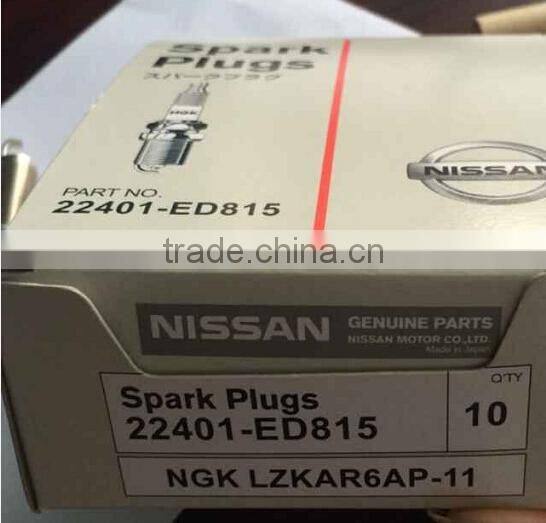 Spark
Plugs
スパークプラグ
NGK
PART NO.
22401-ED815
NISSAN
trade.china.cn
NISSAN GENUINE PARTS
NISSAN MOTOR CO.,LTD.
Made in Japan
Q'TY
Spark Plugs
22401-ED815
10
NGK LZKAR6AP-11